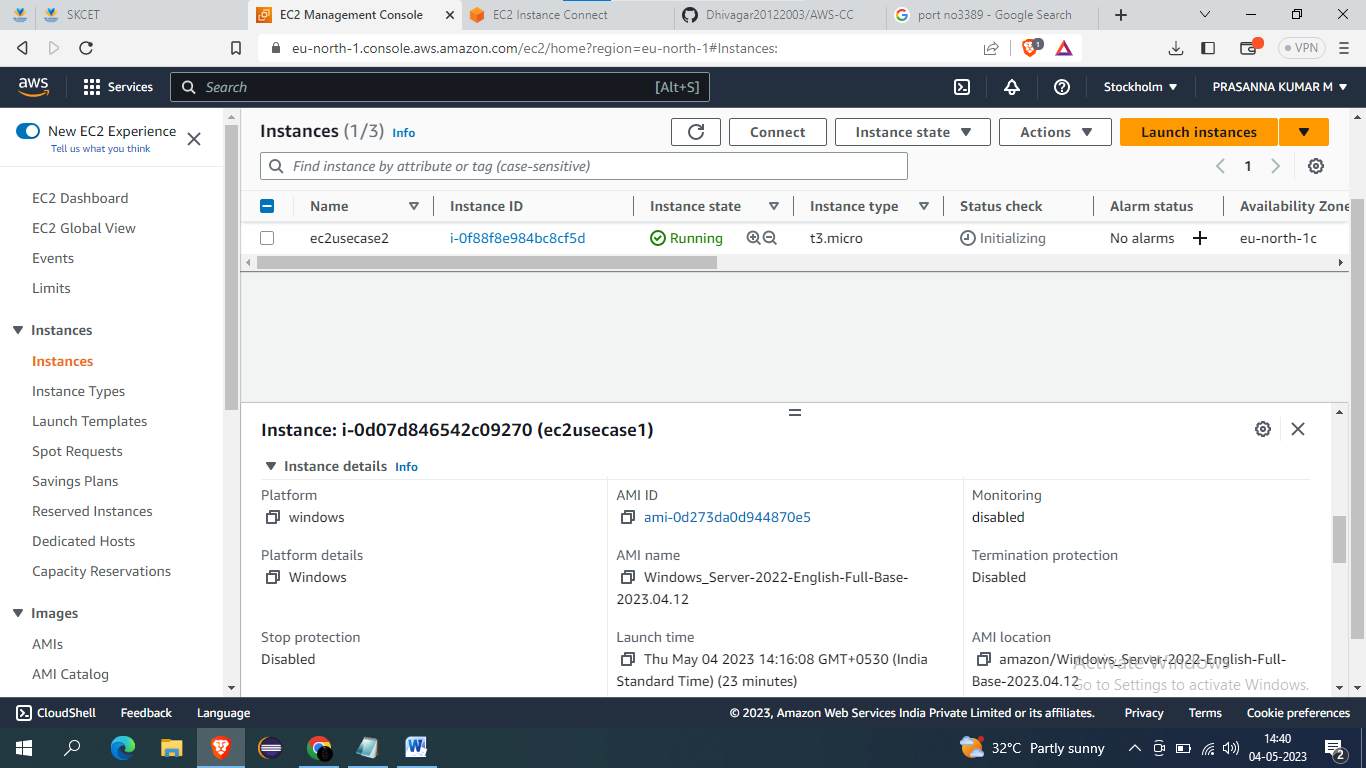 SKCET
EC2 Management Console
EC2 Instance Connect
Dhivagar20122003/AWS-CC
port no3389 - Google Search
eu-north-1.console.aws.amazon.com/ec2/home?region=eu-north-1#Instances:
1
VPN
aws
Services
Search
[Alt+S]
Stockholm
PRASANNA KUMAR M
New EC2 Experience
Tell us what you think
EC2 Dashboard
EC2 Global View
Events
Limits
Instances
Instances
Instance Types
Launch Templates
Spot Requests
Savings Plans
Reserved Instances
Dedicated Hosts
Capacity Reservations
Images
AMIs
AMI Catalog
Instances (1/3) Info
Connect
Instance state
Actions
Launch instances
Find instance by attribute or tag (case-sensitive)
1
Name
Instance ID
Instance state
Instance type
Status check
Alarm status
Availability Zone
ec2usecase2
i-0f88f8e984bc8cf5d
Running
t3.micro
Initializing
No alarms
eu-north-1c
Instance: i-0d07d846542c09270 (ec2usecase1)
Instance details Info
Platform
windows
AMI ID
ami-0d273da0d944870e5
Monitoring
disabled
Platform details
Windows
AMI name
Windows_Server-2022-English-Full-Base-
2023.04.12
Termination protection
Disabled
Stop protection
Disabled
Launch time
Thu May 04 2023 14:16:08 GMT+0530 (India
Standard Time) (23 minutes)
AMI location
amazon/Windows_Server-2022-English-Full-
Base-2023.04.12
Activate Windows
Go to Settings to activate Windows.
CloudShell
Feedback
Language
© 2023, Amazon Web Services India Private Limited or its affiliates.
Privacy
Terms
Cookie preferences
32°C Partly sunny
14:40
04-05-2023
2